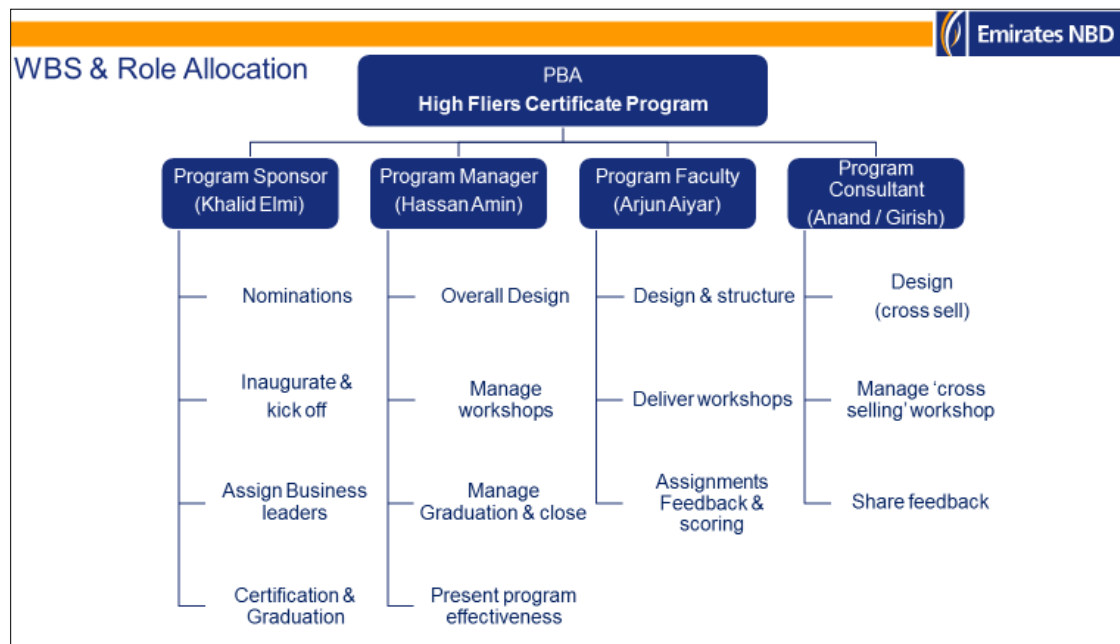 Emirates NBD
WBS & Role Allocation
PBA
High Fliers Certificate Program
Program Sponsor
(Khalid Elmi)
Program Manager
(Hassan Amin)
Program Faculty
(Arjun Aiyar)
Program
Consultant
(Anand / Girish)
Nominations
Inaugurate &
kick off
Assign Business
leaders
Certification &
Graduation
Overall Design
Manage
workshops
Manage
Graduation & close
Present program
effectiveness
Design & structure
Deliver workshops
Assignments
Feedback &
scoring
Design
(cross sell)
Manage ‘cross
selling’ workshop
Share feedback